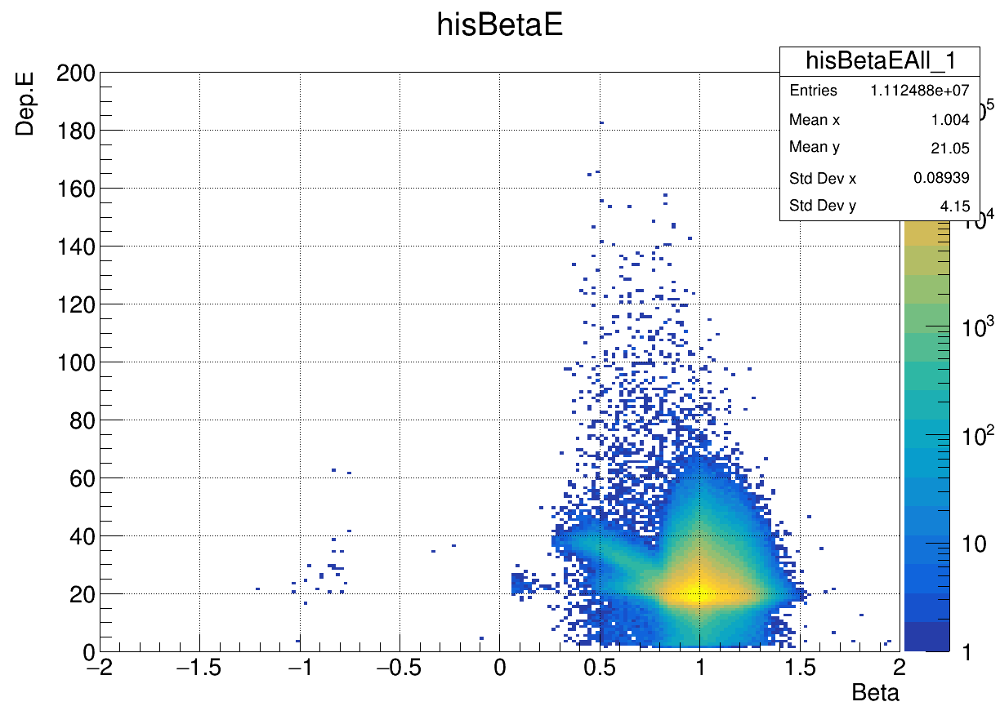 hisBetaE
hisBetaEAll_1
Entries 1.112488e+07
Mean x 1.004
Mean y 21.05
Std Dev x 0.08939
Std Dev y 4.15
Dep.E
200
180
160
140
120
100
80
60
40
20
0
−2 −1.5 −1 −0.5 0 0.5 1 1.5 2
Beta
10^5
10^4
10^3
10^2
10
1